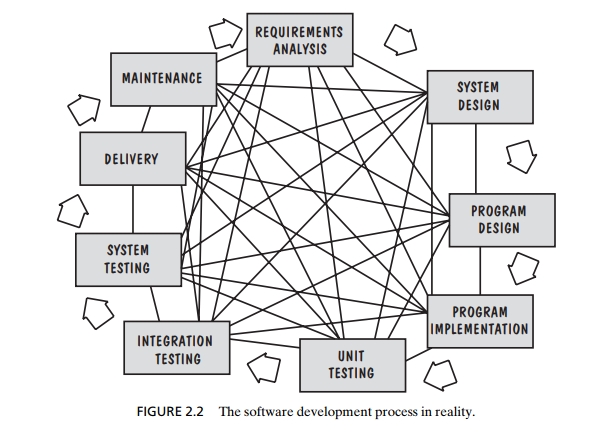 REQUIREMENTS
ANALYSIS
SYSTEM
DESIGN
PROGRAM
DESIGN
PROGRAM
IMPLEMENTATION
UNIT
TESTING
INTEGRATION
TESTING
SYSTEM
TESTING
DELIVERY
MAINTENANCE
FIGURE 2.2 The software development process in reality.